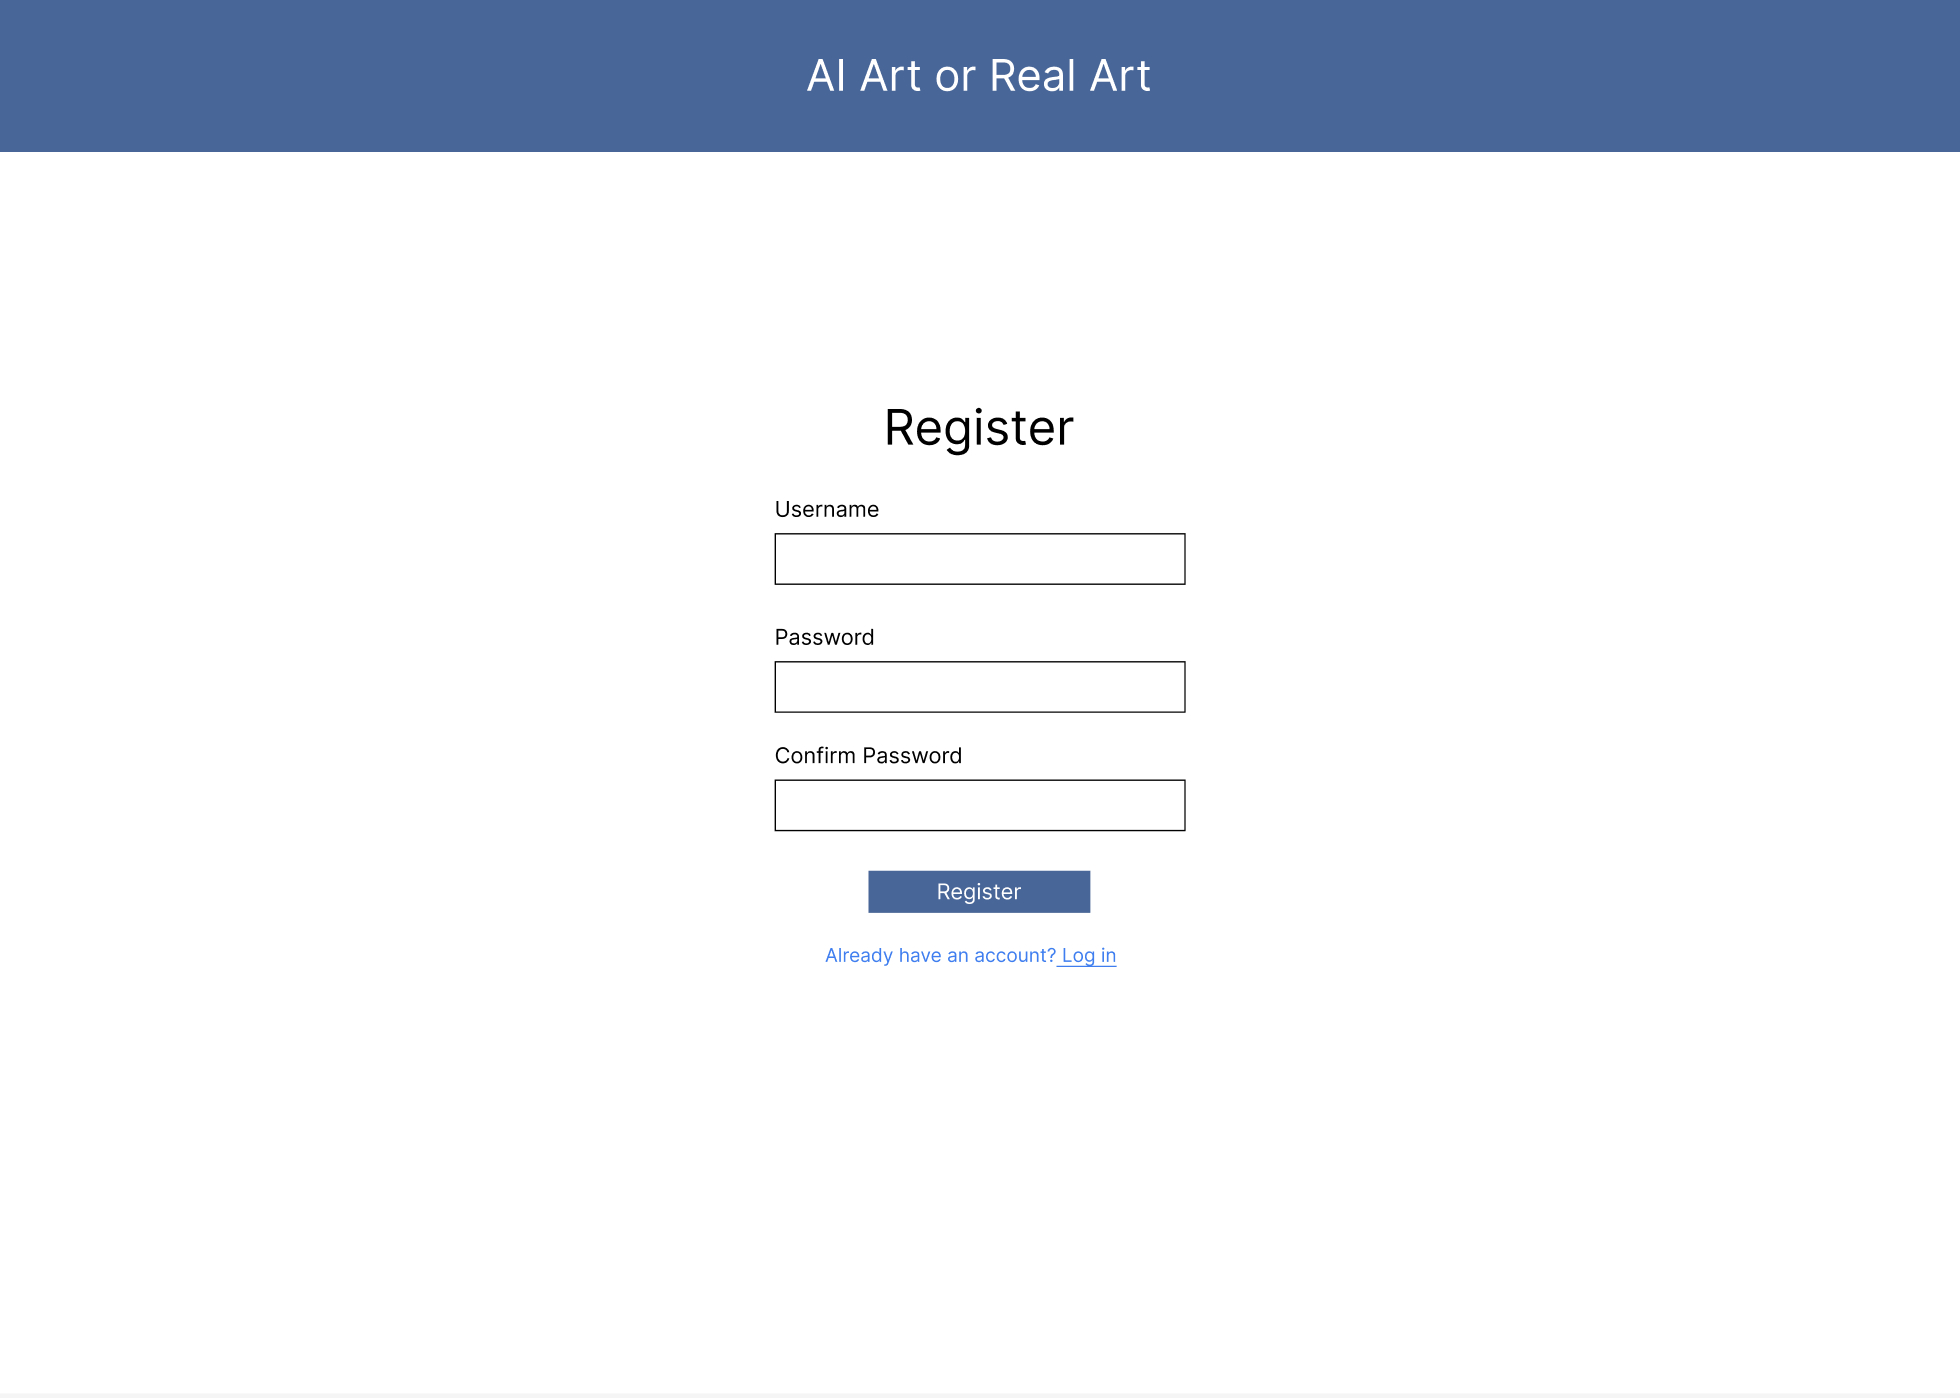 AI Art or Real Art
Register
Username
Password
Confirm Password
Register
Already have an account? Log in